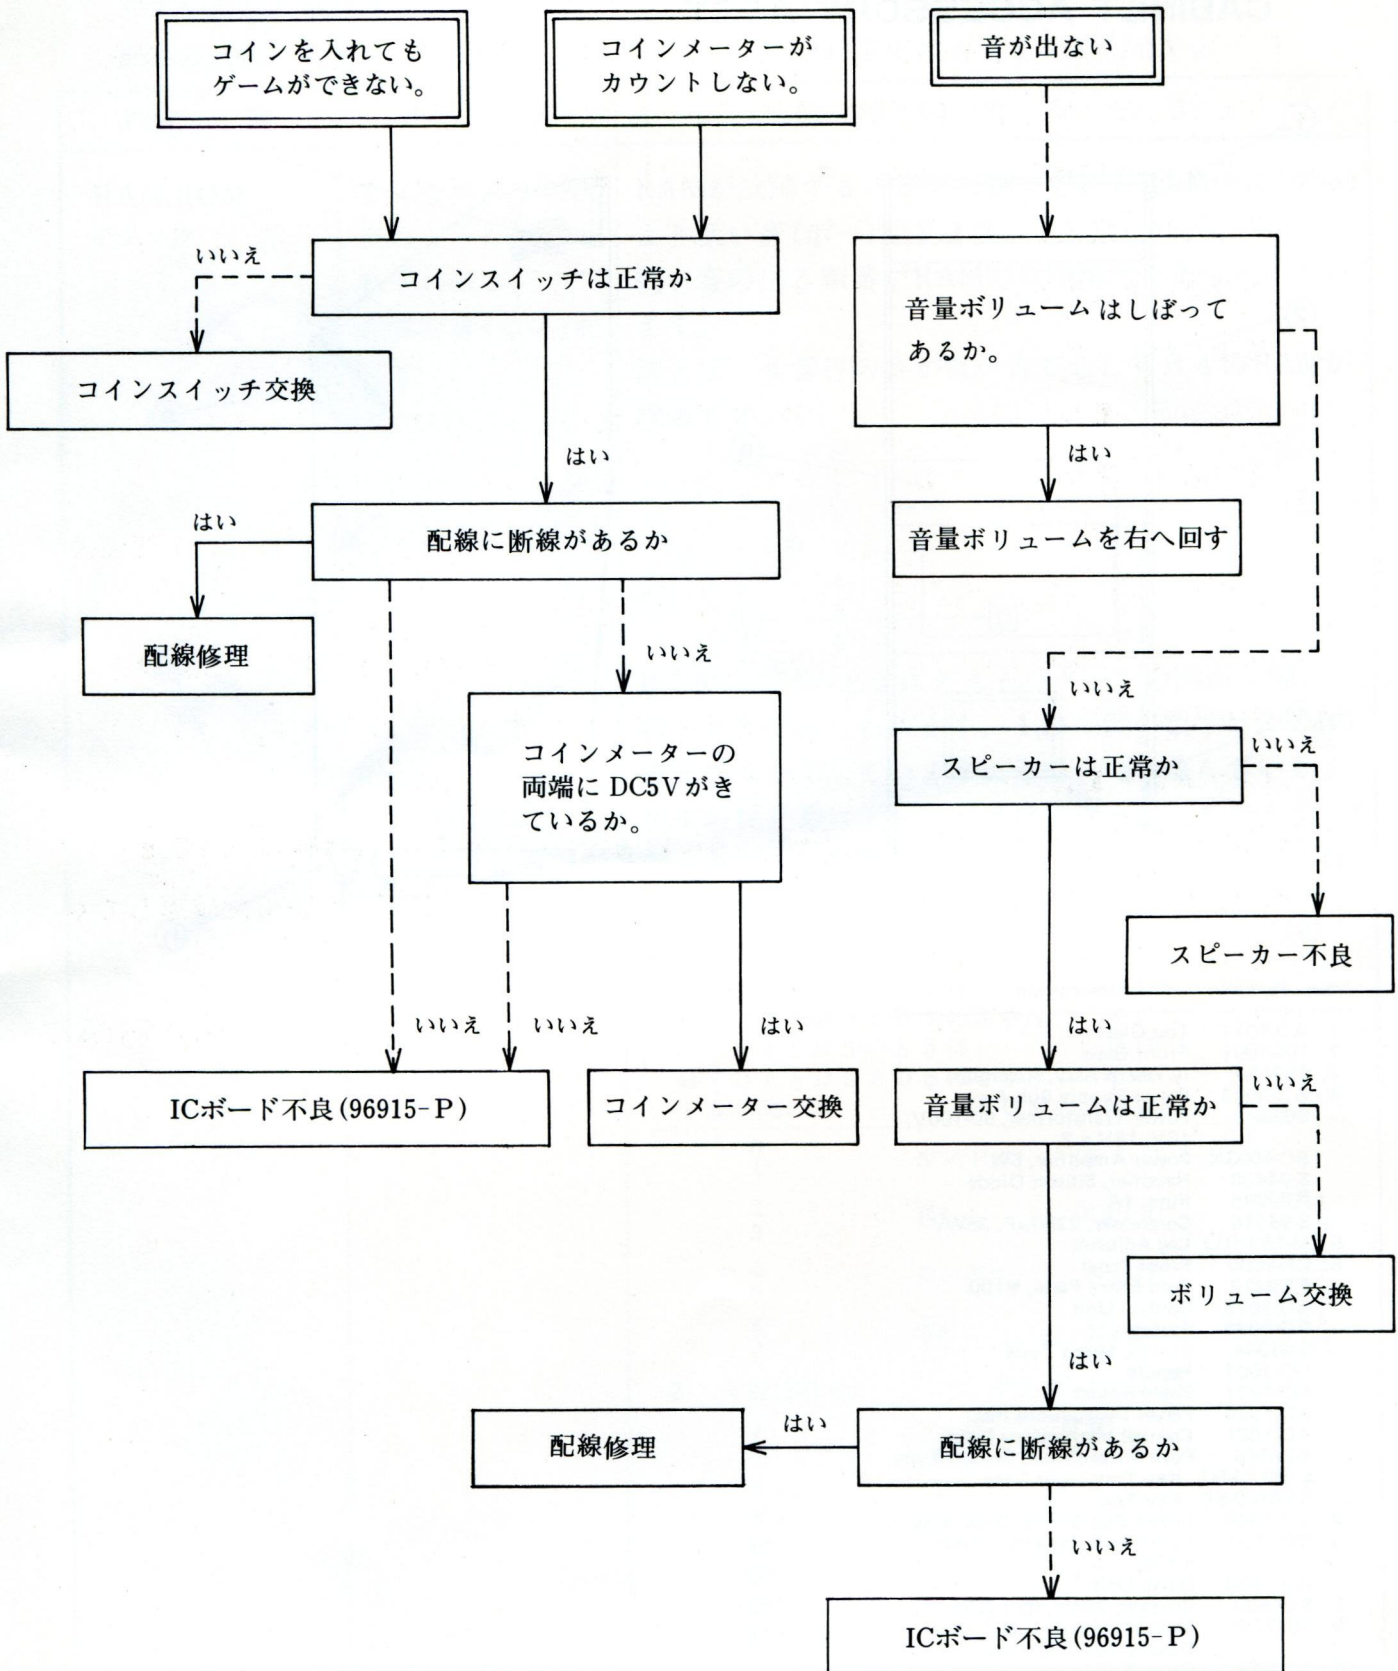 コインを入れても
ゲームができない。
コインメーターが
カウントしない。
音が出ない
いいえ
コインスイッチは正常か
音量ボリュームはしぼって
あるか。
コインスイッチ交換
はい
はい
はい
配線に断線があるか
音量ボリュームを右へ回す
配線修理
いいえ
いいえ
コインメーターの
両端にDC5Vがき
ているか。
スピーカーは正常か
いいえ
スピーカー不良
いいえ
いいえ
はい
はい
ICボード不良(96915-P)
コインメーター交換
音量ボリュームは正常か
いいえ
ボリューム交換
はい
配線修理
はい
配線に断線があるか
いいえ
ICボード不良(96915-P)